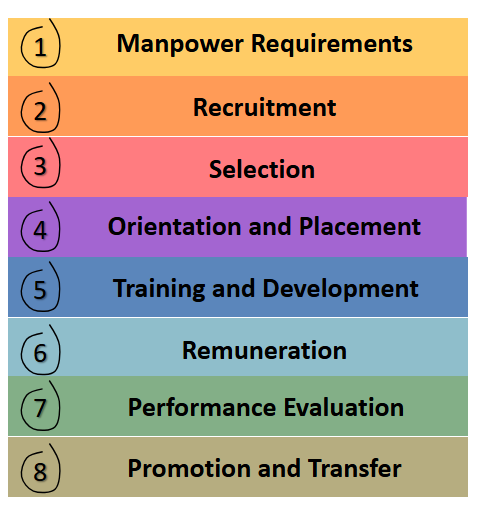 1 Manpower Requirements
2 Recruitment
3 Selection
4 Orientation and Placement
5 Training and Development
6 Remuneration
7 Performance Evaluation
8 Promotion and Transfer